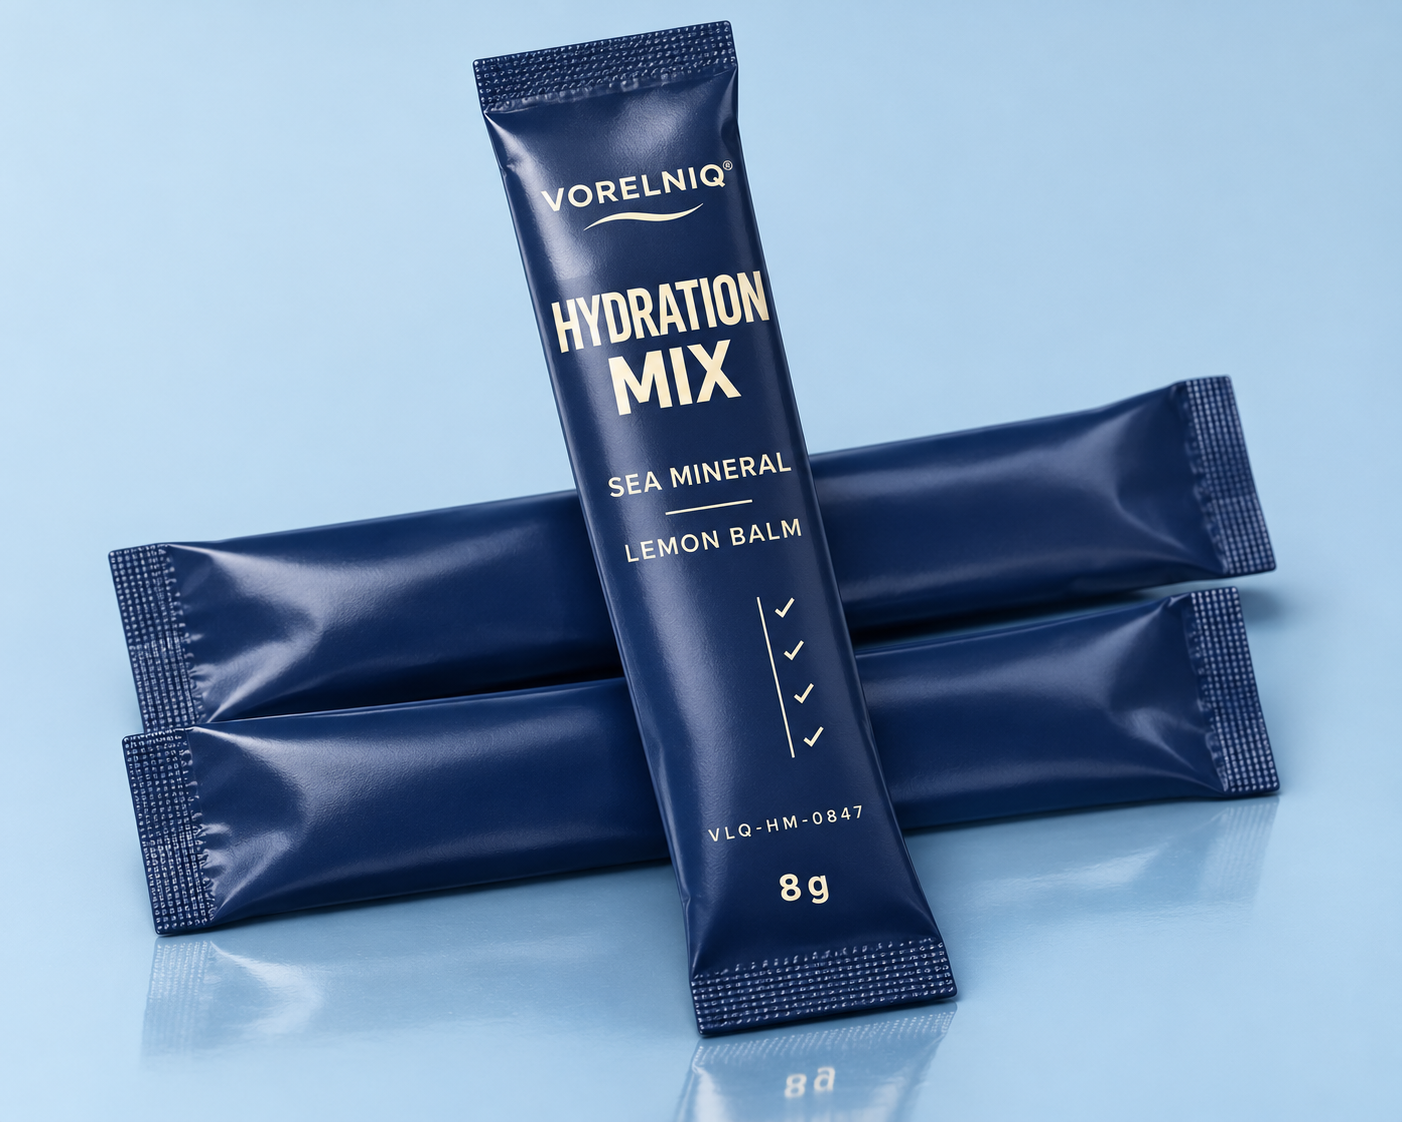 VORELNIQ®
HYDRATION
MIX
SEA MINERAL
LEMON BALM
VLQ-HM-0847
8g